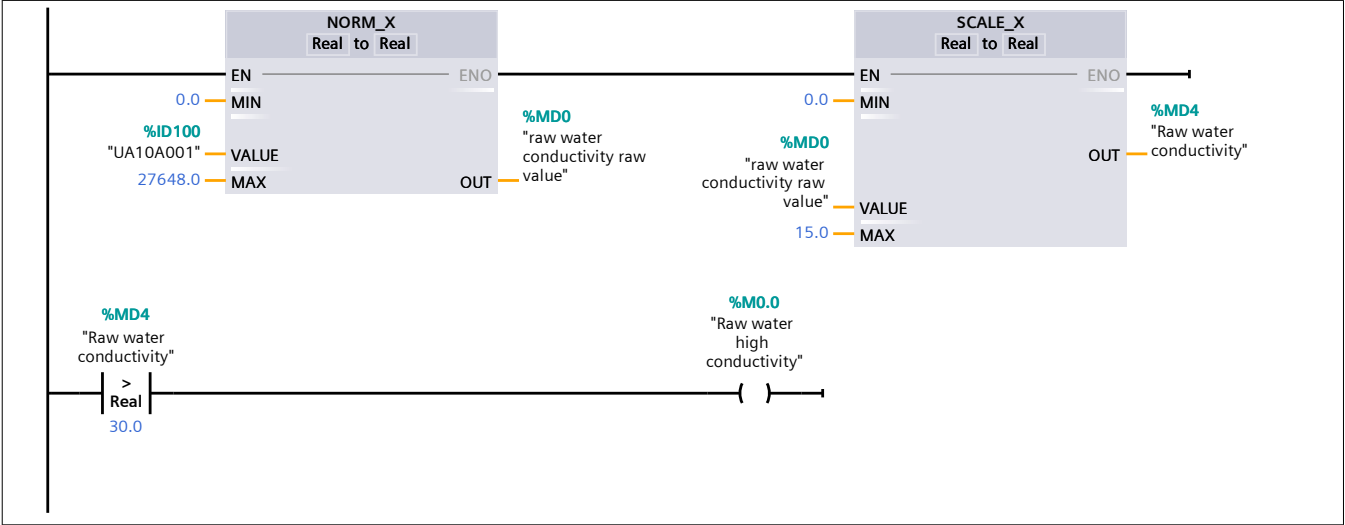 NORM_X
Real to Real
EN
ENO
0.0
MIN
%ID100
"UA10A001"
VALUE
27648.0
MAX
OUT
%MD0
"raw water
conductivity raw
value"
SCALE_X
Real to Real
EN
ENO
0.0
MIN
%MD0
"raw water
conductivity raw
value"
VALUE
15.0
MAX
OUT
%MD4
"Raw water
conductivity"
%MD4
"Raw water
conductivity"
>
Real
30.0
%M0.0
"Raw water
high
conductivity"